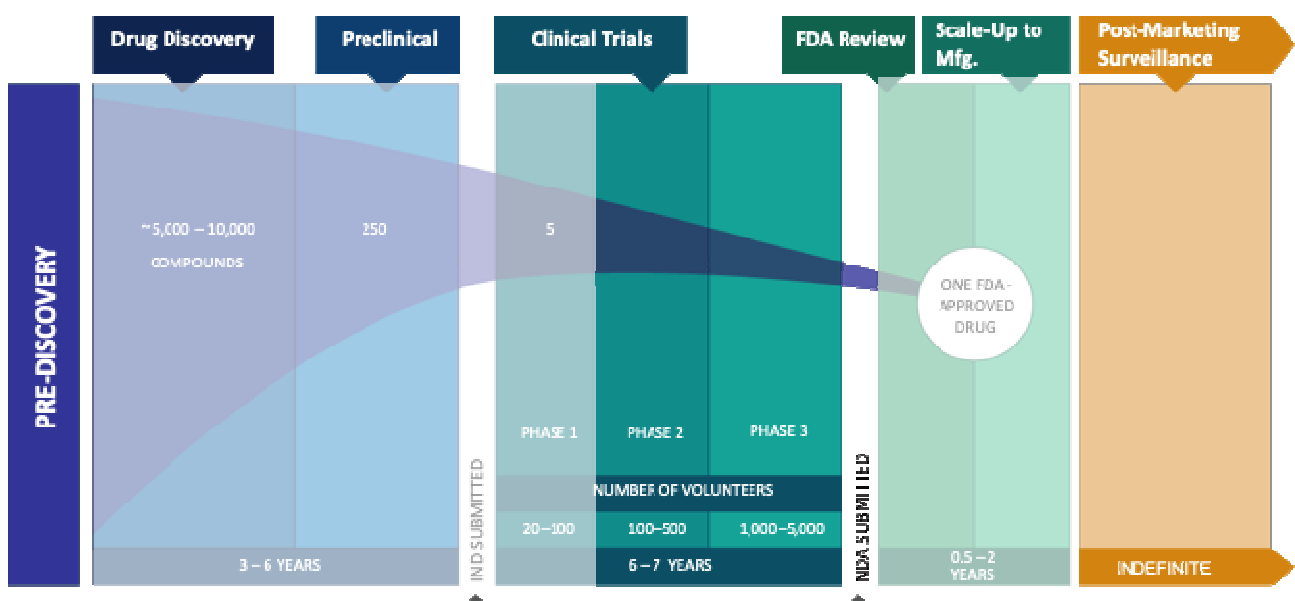 Drug Discovery
Preclinical
Clinical Trials
FDA Review
Scale-Up to
Mfg.
Post-Marketing
Surveillance
PRE-DISCOVERY
~5,000 – 10,000
COMPOUNDS
250
5
ONE FDA-
APPROVED
DRUG
PHASE 1
PHASE 2
PHASE 3
NUMBER OF VOLUNTEERS
20–100
100–500
1,000–5,000
IND SUBMITTED
NDA SUBMITTED
3 – 6 YEARS
6 – 7 YEARS
0.5 – 2
YEARS
INDEFINITE